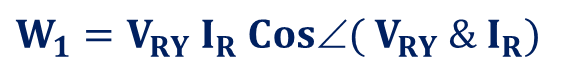 W₁ = V_RY I_R Cos∠( V_RY & I_R)